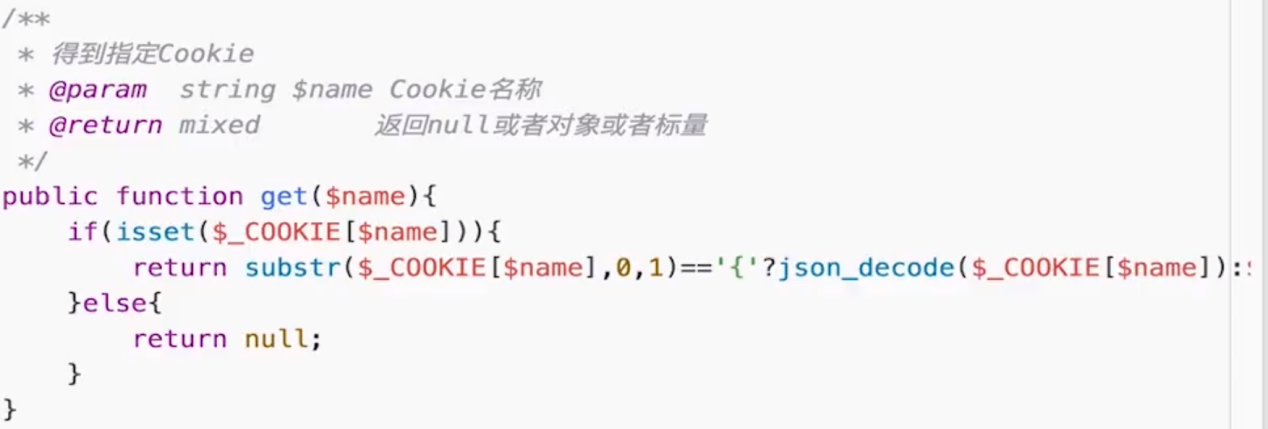 /**
 * 得到指定Cookie
 * @param  string $name Cookie名称
 * @return mixed       返回null或者对象或者标量
 */
public function get($name){
    if(isset($_COOKIE[$name])){
        return substr($_COOKIE[$name],0,1)=='{'?json_decode($_COOKIE[$name]):
    }else{
        return null;
    }
}